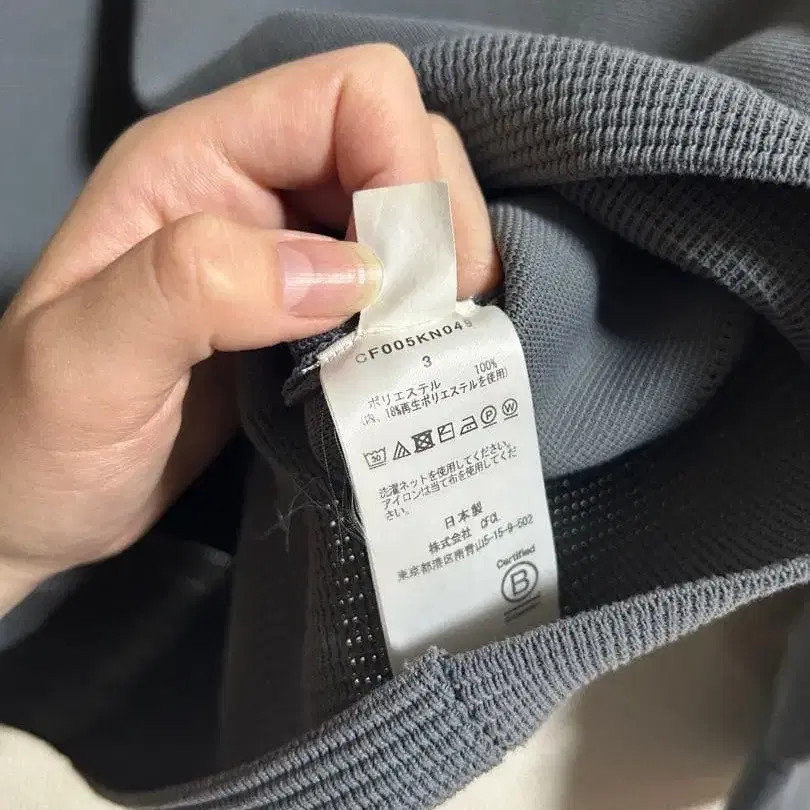 CF005KN049
3
ポリエステル 100%
(内、18%再生ポリエステルを使用)
30 P W
洗濯ネットを使用してください。
アイロンは当て布を使用してくだ
さい。
日本製
株式会社 CFCL
東京都港区南青山5-15-9-502
Certified
B